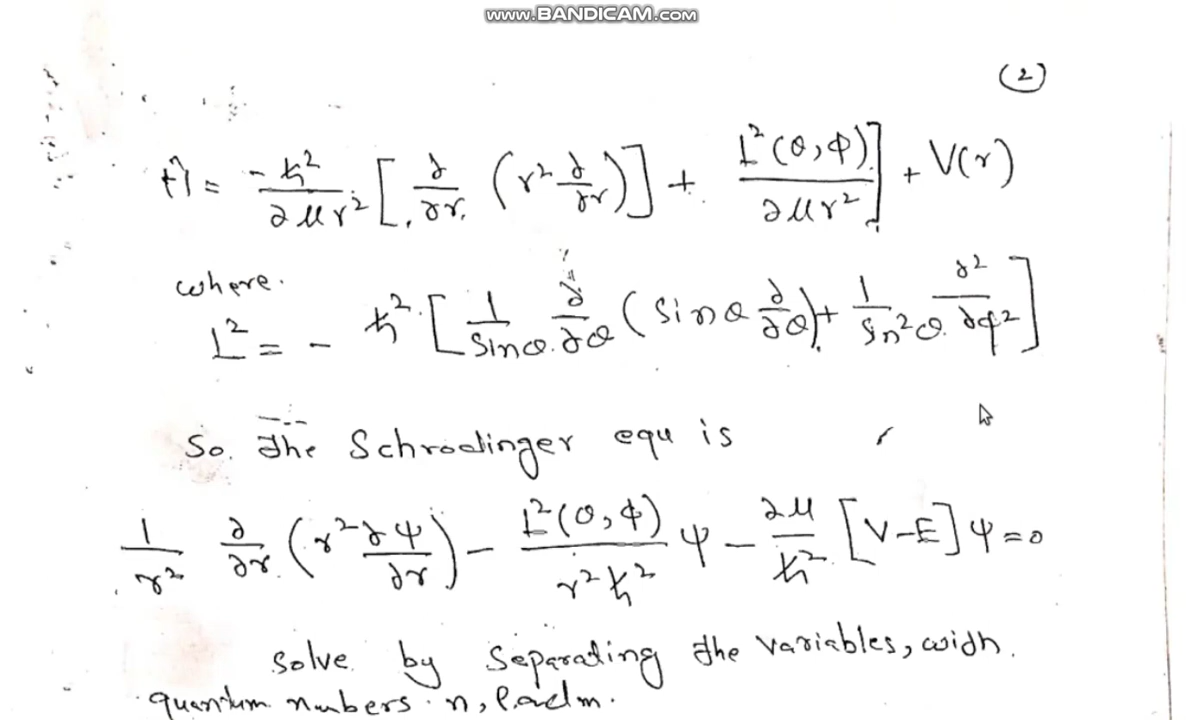 www.BANDICAM.com
(2)
Ĥ = -ħ²/2μr² [ ∂/∂r (r² ∂/∂r) ] + L²(θ,φ)/2μr² ] + V(r)
where.
L² = - ħ² [ 1/Sinθ. ∂/∂θ (Sinθ ∂/∂θ) + 1/Sin²θ. ∂²/∂φ² ]
So. The Schrodinger equ is
1/r² ∂/∂r (r² ∂Ψ/∂r) - L²(θ,φ)/r²ħ² Ψ - 2μ/ħ² [V-E] Ψ = 0
Solve. by Separating the variables, with.
quantum numbers. n, l and m.